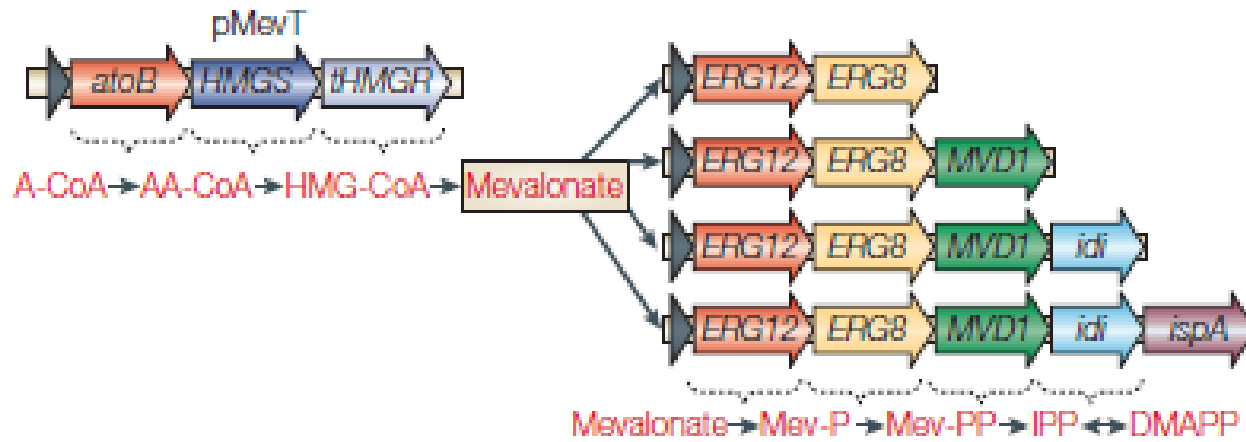 pMevT
atoB HMGS tHMGR
A-CoA → AA-CoA → HMG-CoA → Mevalonate
ERG12 ERG8
ERG12 ERG8 MVD1
ERG12 ERG8 MVD1 idi
ERG12 ERG8 MVD1 idi ispA
Mevalonate → Mev-P → Mev-PP → IPP ↔ DMAPP